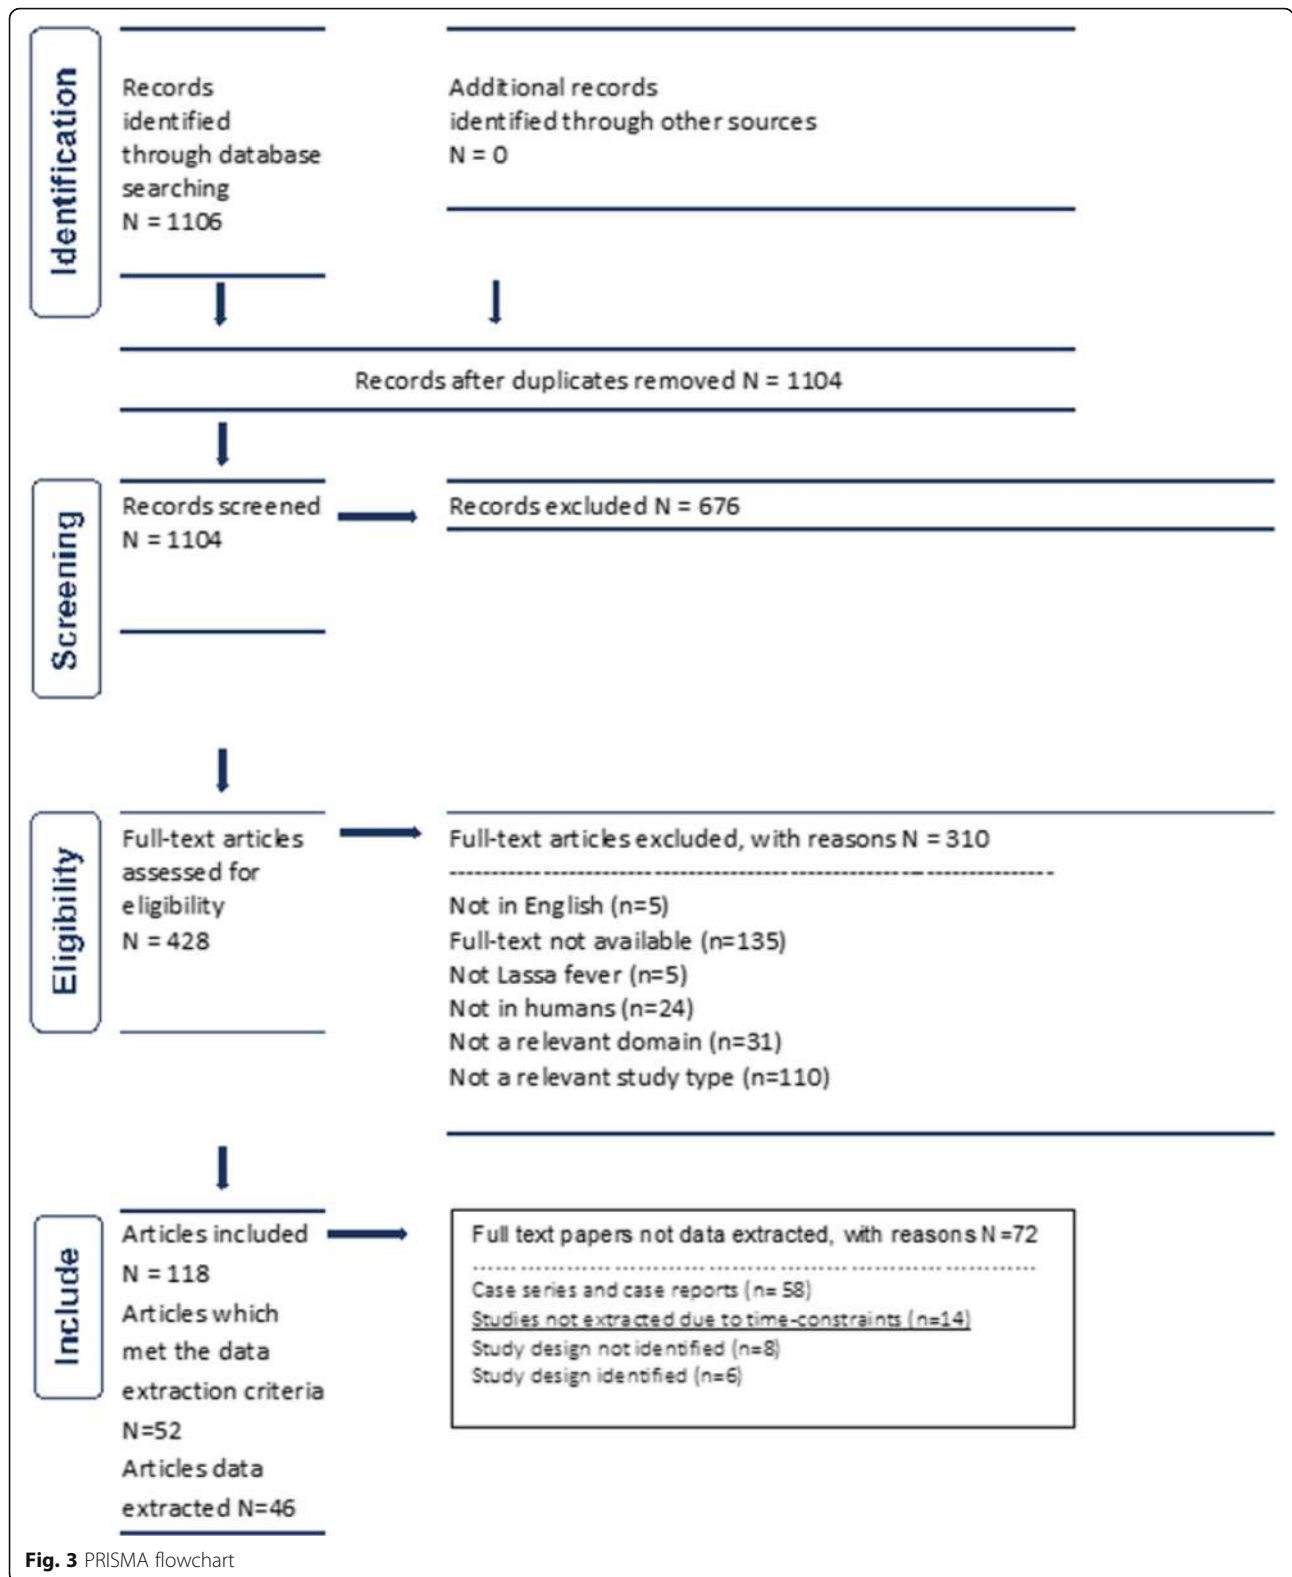 Identification
Records
identified
through database
searching
N = 1106
Additional records
identified through other sources
N = 0
Records after duplicates removed N = 1104
Screening
Records screened
N = 1104
Records excluded N = 676
Eligibility
Full-text articles
assessed for
eligibility
N = 428
Full-text articles excluded, with reasons N = 310
Not in English (n=5)
Full-text not available (n=135)
Not Lassa fever (n=5)
Not in humans (n=24)
Not a relevant domain (n=31)
Not a relevant study type (n=110)
Include
Articles included
N = 118
Articles which
met the data
extraction criteria
N=52
Articles data
extracted N=46
Full text papers not data extracted, with reasons N =72
Case series and case reports (n= 58)
Studies not extracted due to time-constraints (n=14)
Study design not identified (n=8)
Study design identified (n=6)
Fig. 3 PRISMA flowchart